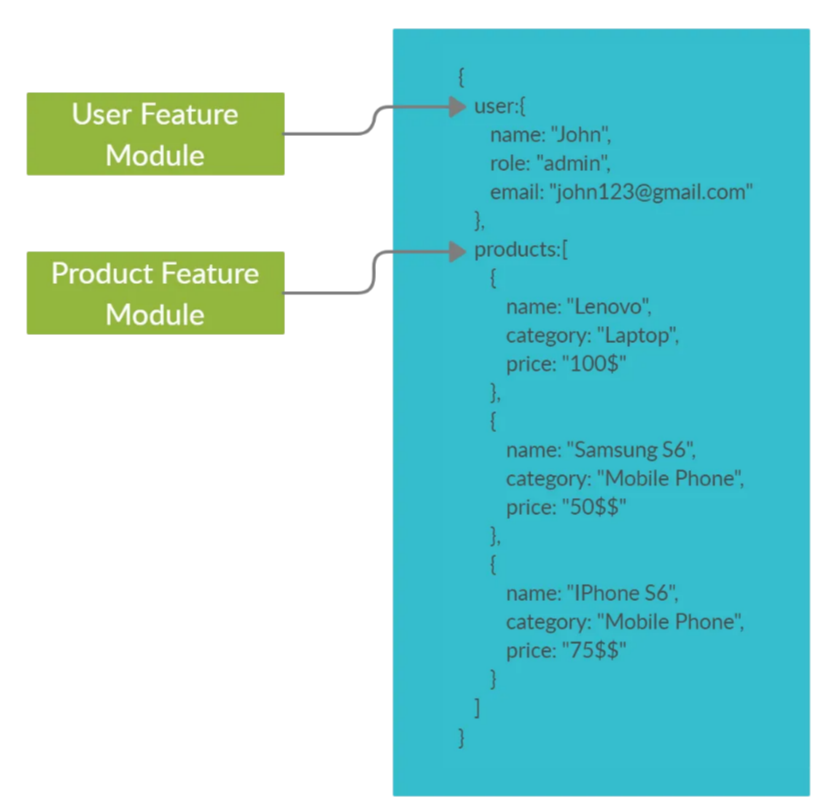 User Feature
Module
Product Feature
Module
{
user:{
name: "John",
role: "admin",
email: "john123@gmail.com"
},
products:[
{
name: "Lenovo",
category: "Laptop",
price: "100$"
},
{
name: "Samsung S6",
category: "Mobile Phone",
price: "50$$"
},
{
name: "IPhone S6",
category: "Mobile Phone",
price: "75$$"
}
]
}